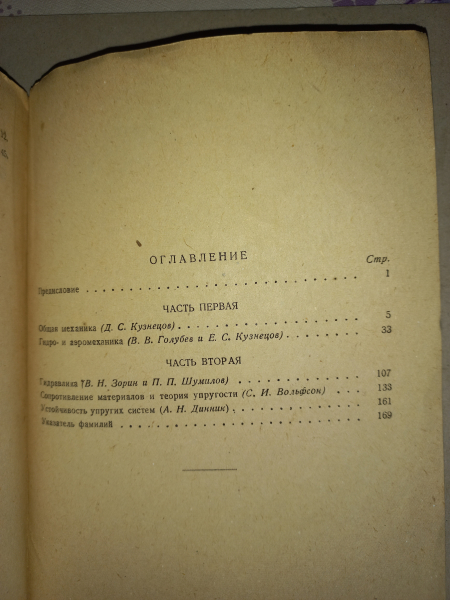 ОГЛАВЛЕНИЕ
Стр.
Предисловие 1
ЧАСТЬ ПЕРВАЯ
Общая механика (Д. С. Кузнецов) 5
Гидро- и аэромеханика (В. В. Голубев и Е. С. Кузнецов) 33
ЧАСТЬ ВТОРАЯ
Гидравлика (В. Н. Зорин и П. П. Шумилов) 107
Сопротивление материалов и теория упругости (С. И. Вольфсон) 133
Устойчивость упругих систем (А. Н. Динник) 161
Указатель фамилий 169